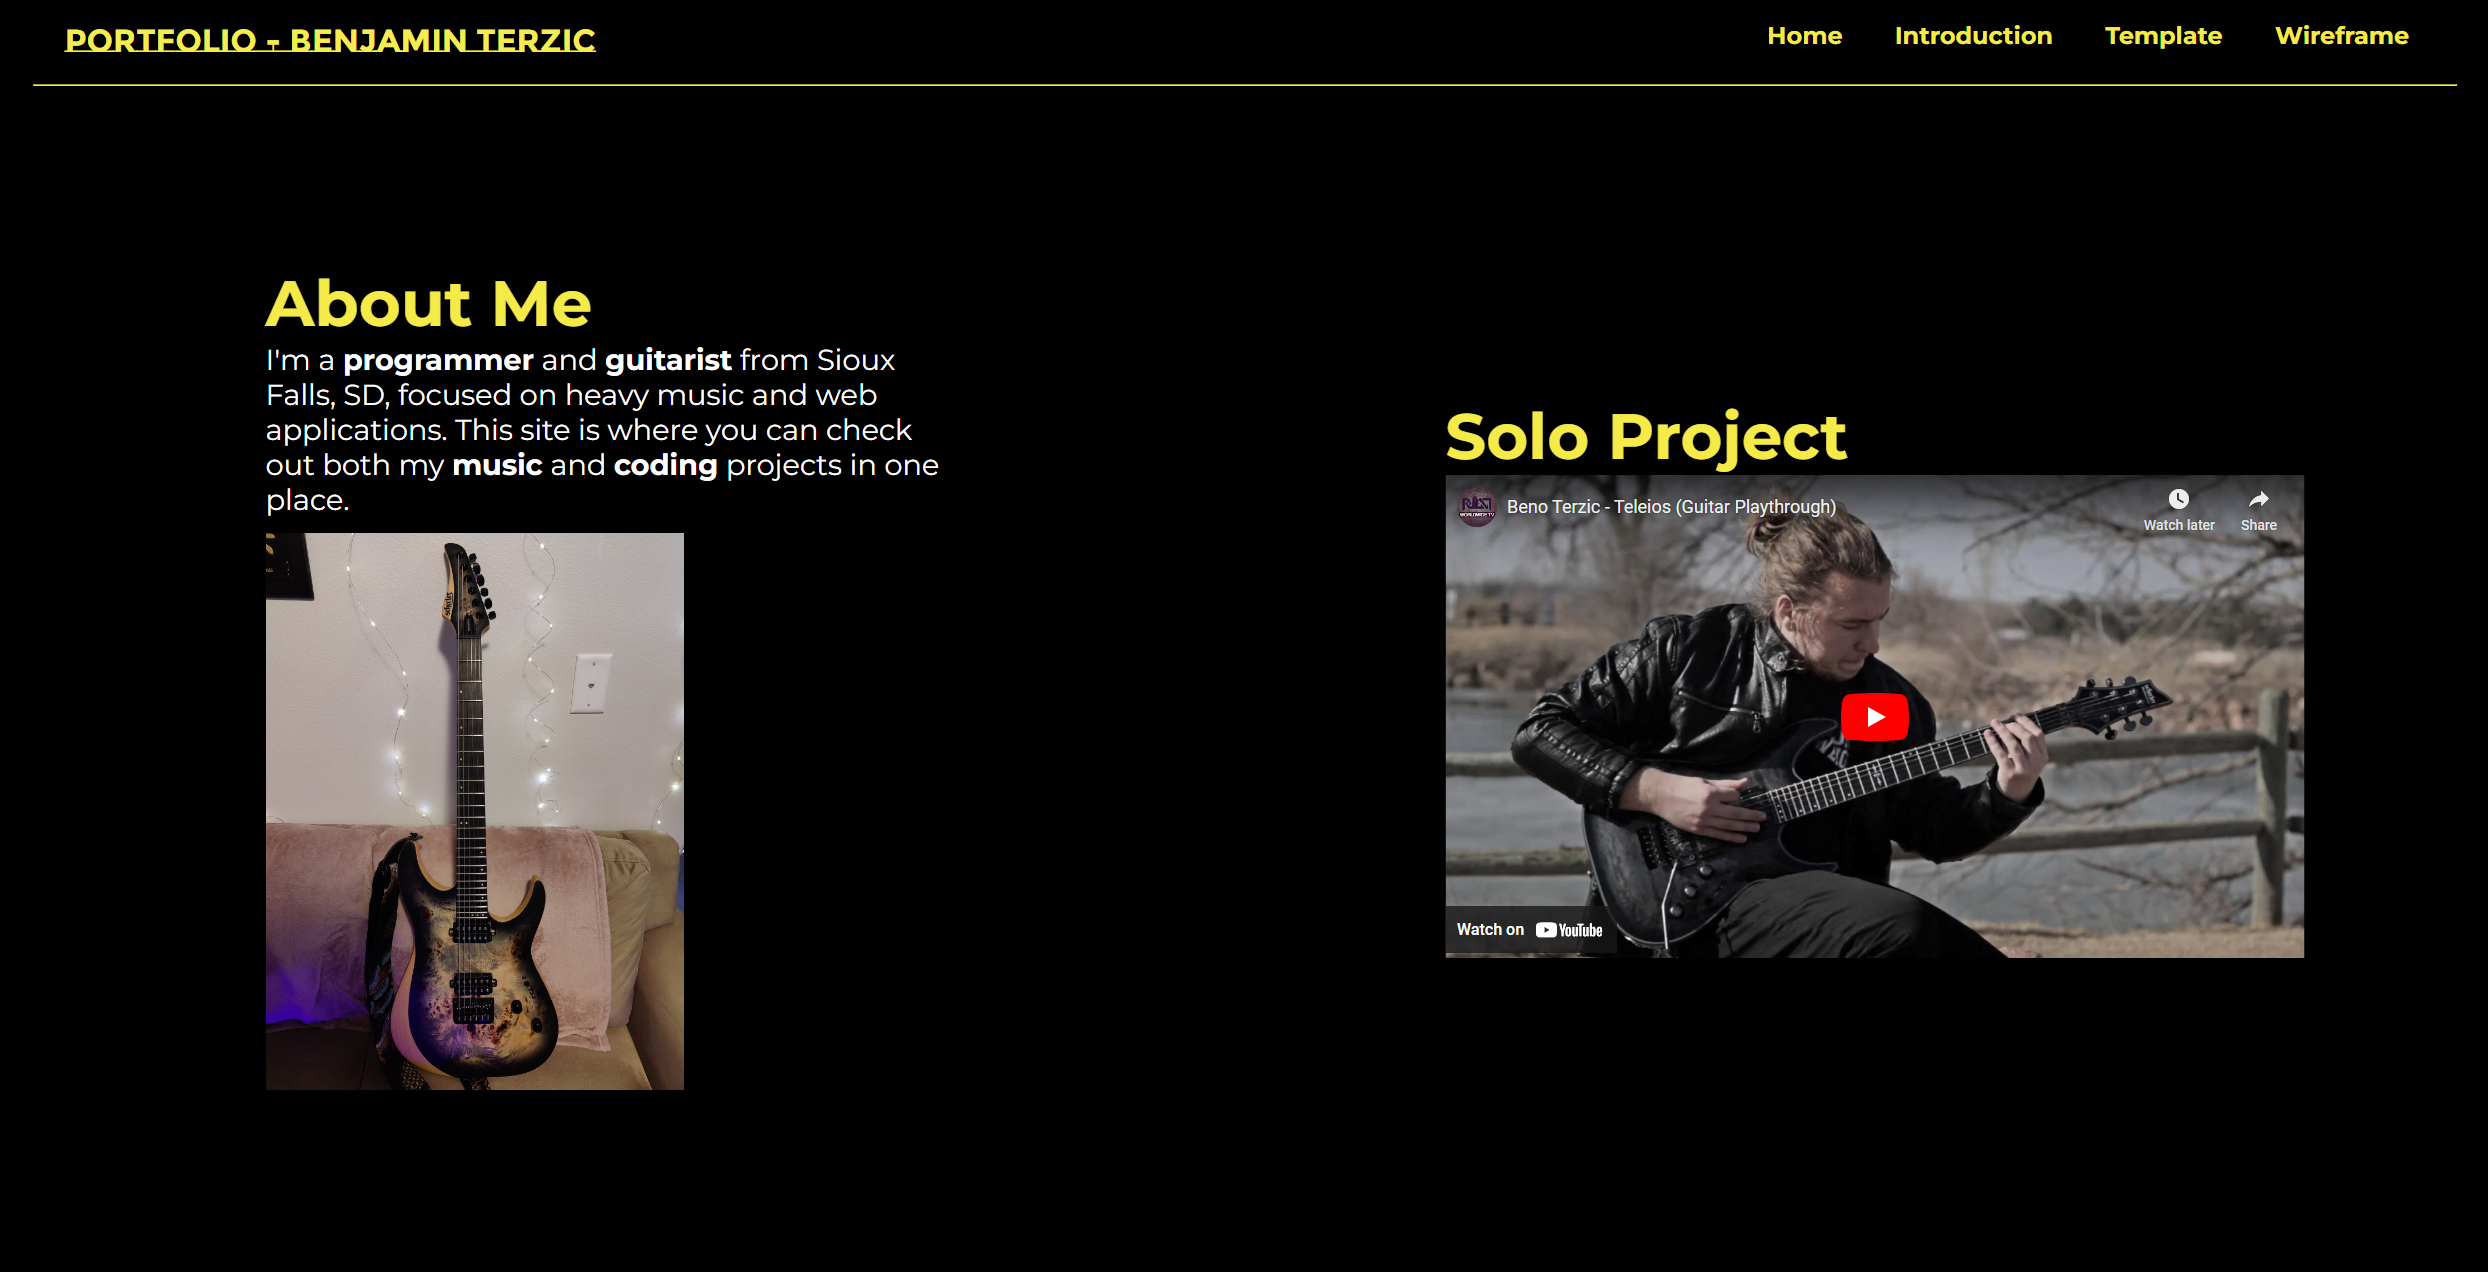 PORTFOLIO - BENJAMIN TERZIC
Home Introduction Template Wireframe
About Me
I'm a programmer and guitarist from Sioux
Falls, SD, focused on heavy music and web
applications. This site is where you can check
out both my music and coding projects in one
place.
Solo Project
Beno Terzic - Teleios (Guitar Playthrough)
Watch later
Share
Watch on YouTube